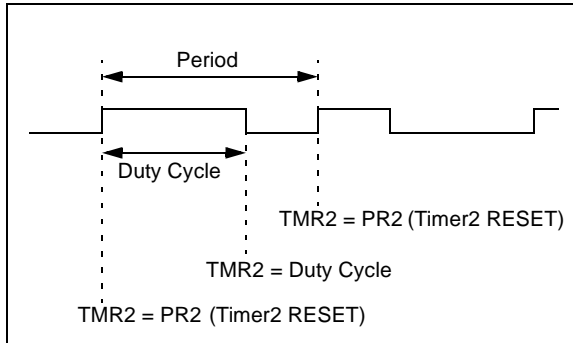 Period
Duty Cycle
TMR2 = PR2 (Timer2 RESET)
TMR2 = Duty Cycle
TMR2 = PR2 (Timer2 RESET)